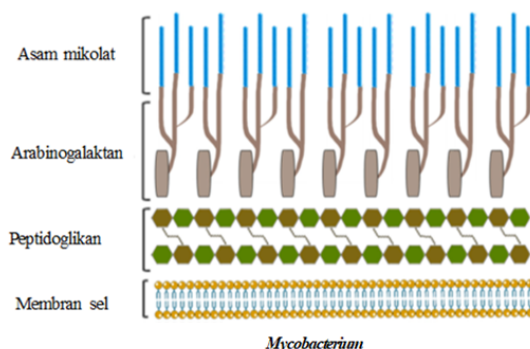 Asam mikolat
Arabinogalaktan
Peptidoglikan
Membran sel
Mycobacterium